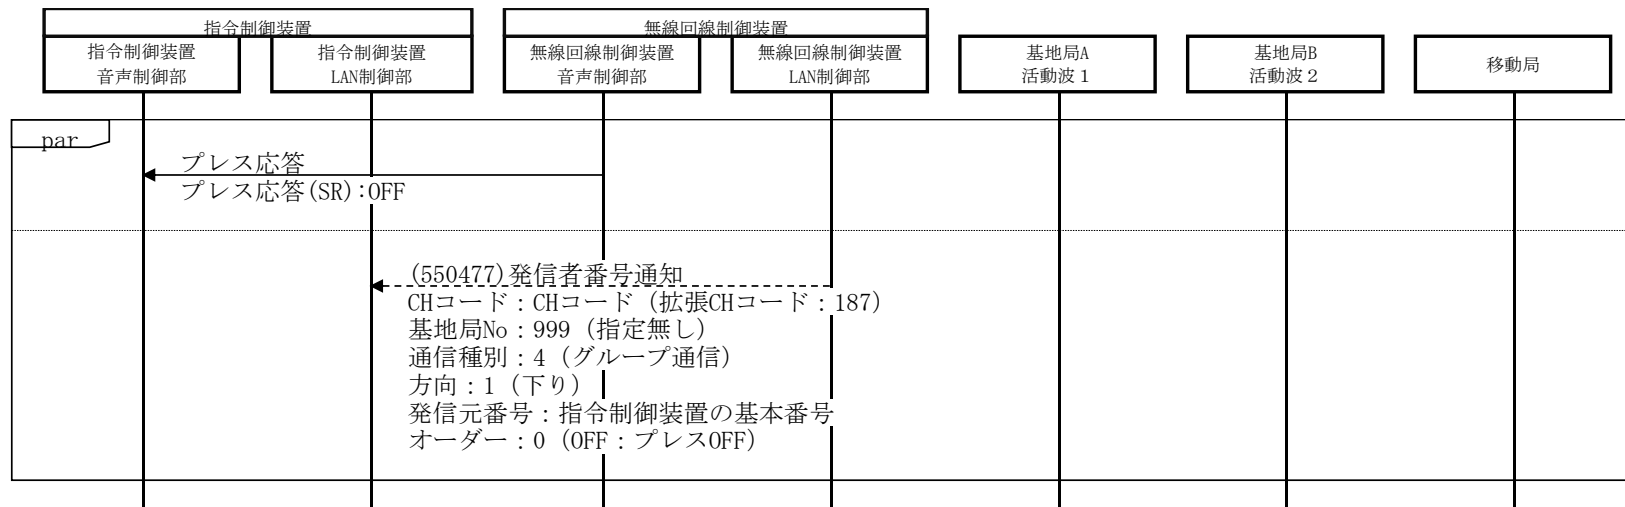 指令制御装置
無線回線制御装置
指令制御装置
音声制御部
指令制御装置
LAN制御部
無線回線制御装置
音声制御部
無線回線制御装置
LAN制御部
基地局A
活動波１
基地局B
活動波２
移動局
par
プレス応答
プレス応答(SR):OFF
(550477)発信者番号通知
CHコード：CHコード（拡張CHコード：187）
基地局No：999（指定無し）
通信種別：4（グループ通信）
方向：1（下り）
発信元番号：指令制御装置の基本番号
オーダー：0（OFF：プレスOFF）